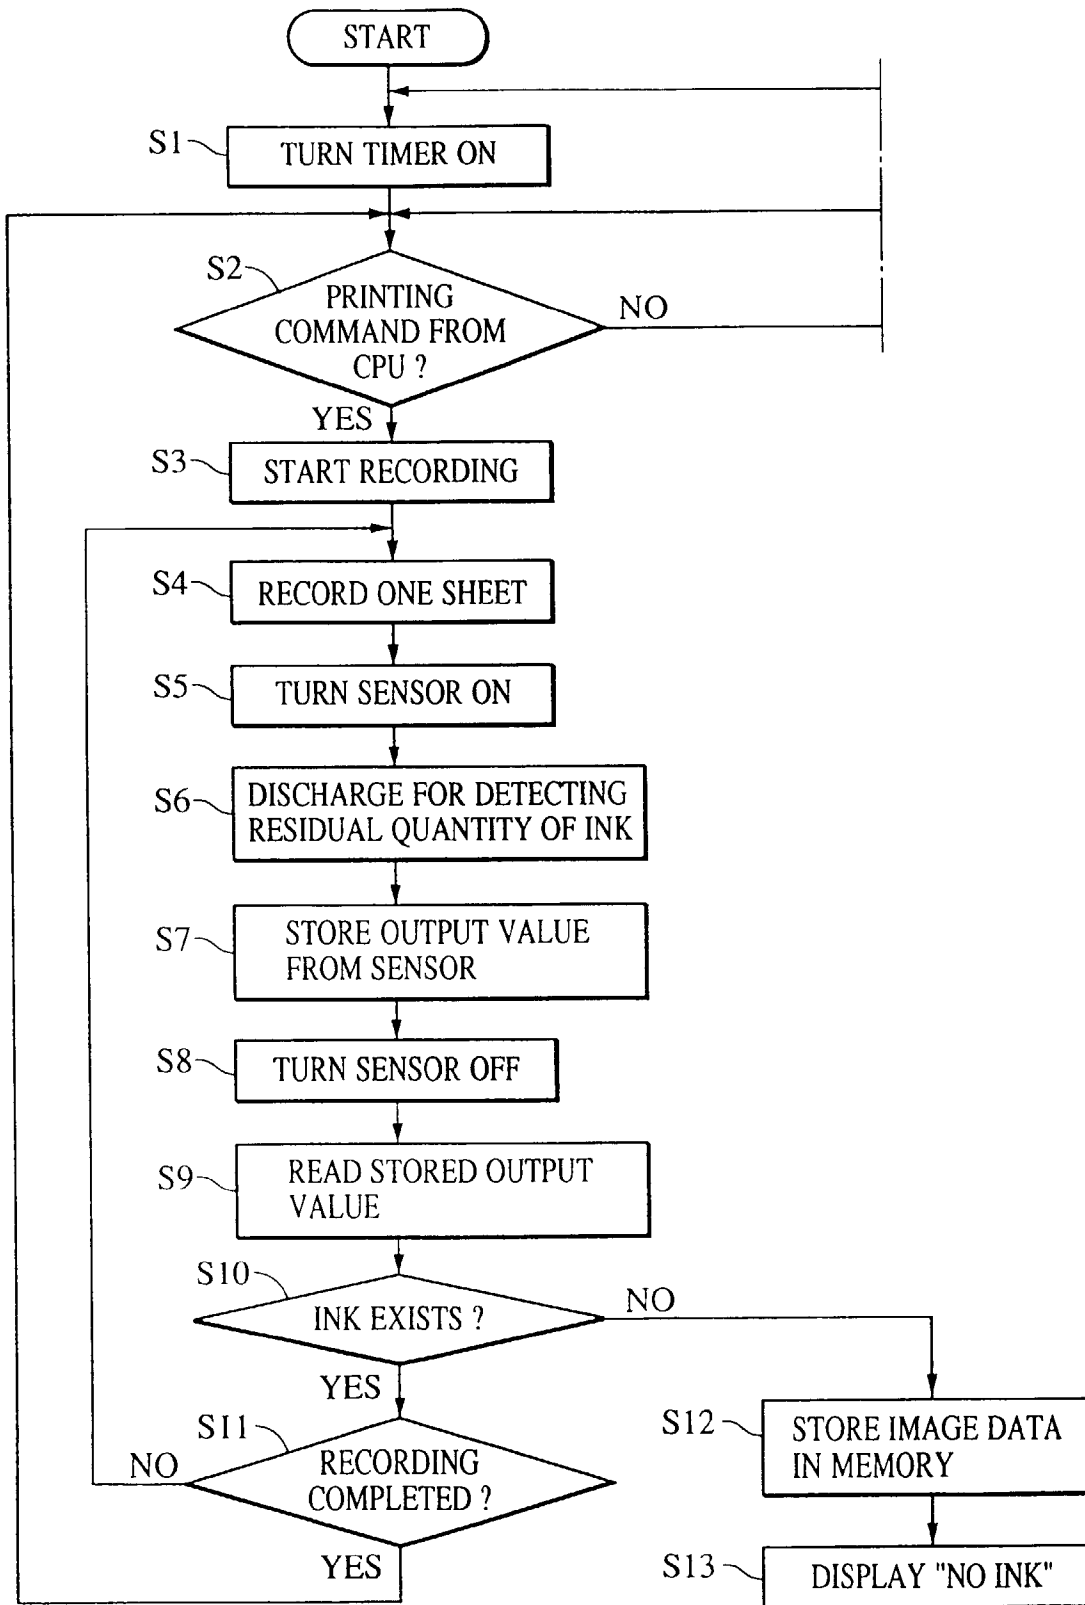 START
S1
TURN TIMER ON
S2
PRINTING
COMMAND FROM
CPU ?
NO
YES
S3
START RECORDING
S4
RECORD ONE SHEET
S5
TURN SENSOR ON
S6
DISCHARGE FOR DETECTING
RESIDUAL QUANTITY OF INK
S7
STORE OUTPUT VALUE
FROM SENSOR
S8
TURN SENSOR OFF
S9
READ STORED OUTPUT
VALUE
S10
INK EXISTS ?
NO
YES
S11
RECORDING
COMPLETED ?
NO
YES
S12
STORE IMAGE DATA
IN MEMORY
S13
DISPLAY "NO INK"